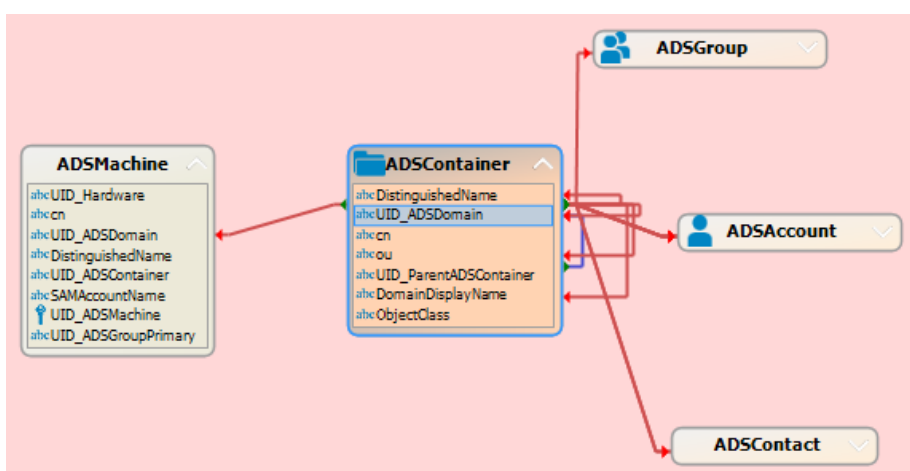 ADSGroup
ADSMachine
abc UID_Hardware
abc cn
abc UID_ADSDomain
abc DistinguishedName
abc UID_ADSContainer
abc SAMAccountName
UID_ADSMachine
abc UID_ADSGroupPrimary
ADSContainer
abc DistinguishedName
abc UID_ADSDomain
abc cn
abc ou
abc UID_ParentADSContainer
abc DomainDisplayName
abc ObjectClass
ADSAccount
ADSContact